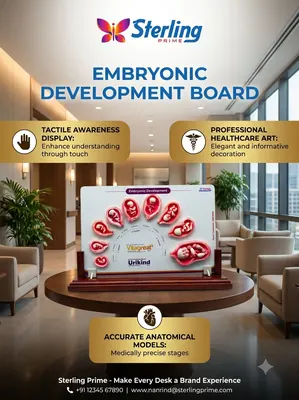 Sterling
PRIME
EMBRYONIC
DEVELOPMENT BOARD
TACTILE AWARENESS
DISPLAY:
Enhance understanding
through touch
PROFESSIONAL
HEALTHCARE ART:
Elegant and informative
decoration
Embryonic Development
Urikind
ACCURATE ANATOMICAL
MODELS:
Medically precise stages
Sterling Prime - Make Every Desk a Brand Experience
+91 12345 67890 | www.nanrind@sterlingprime.com